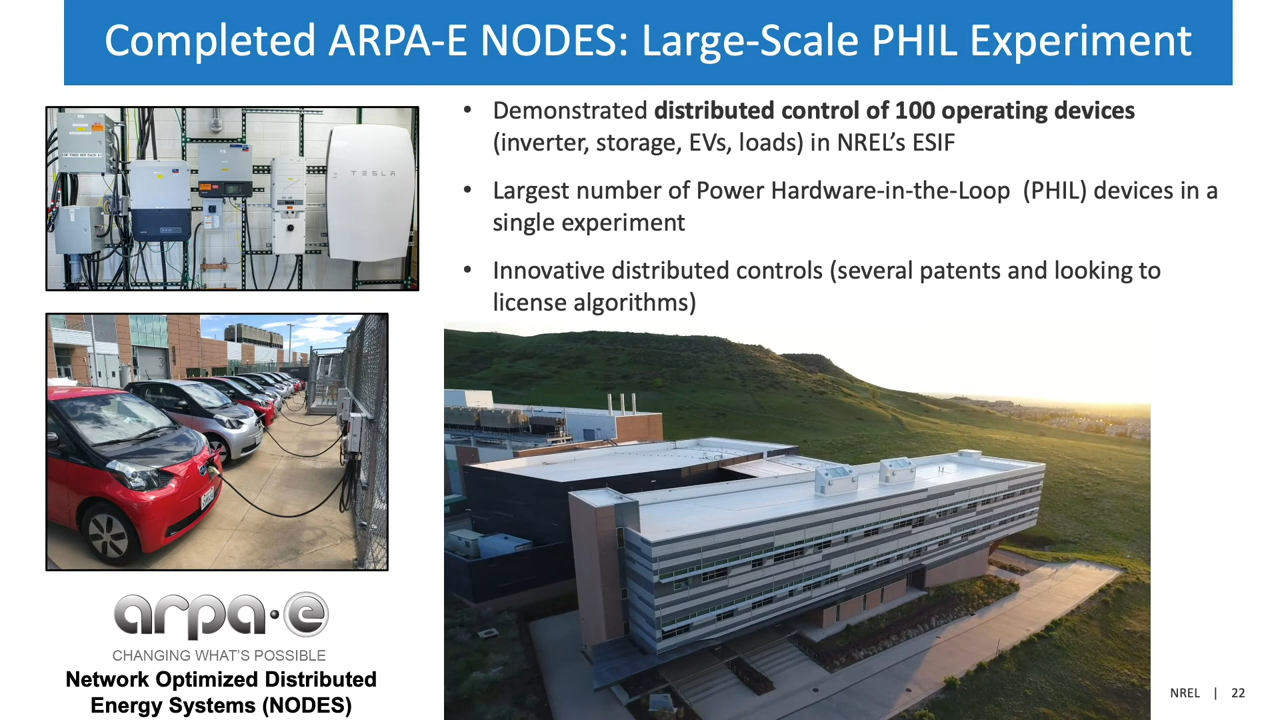 Completed ARPA-E NODES: Large-Scale PHIL Experiment
• Demonstrated distributed control of 100 operating devices
(inverter, storage, EVs, loads) in NREL’s ESIF
• Largest number of Power Hardware-in-the-Loop (PHIL) devices in a
single experiment
• Innovative distributed controls (several patents and looking to
license algorithms)
TESLA
arpa·e
CHANGING WHAT’S POSSIBLE
Network Optimized Distributed
Energy Systems (NODES)
NREL | 22